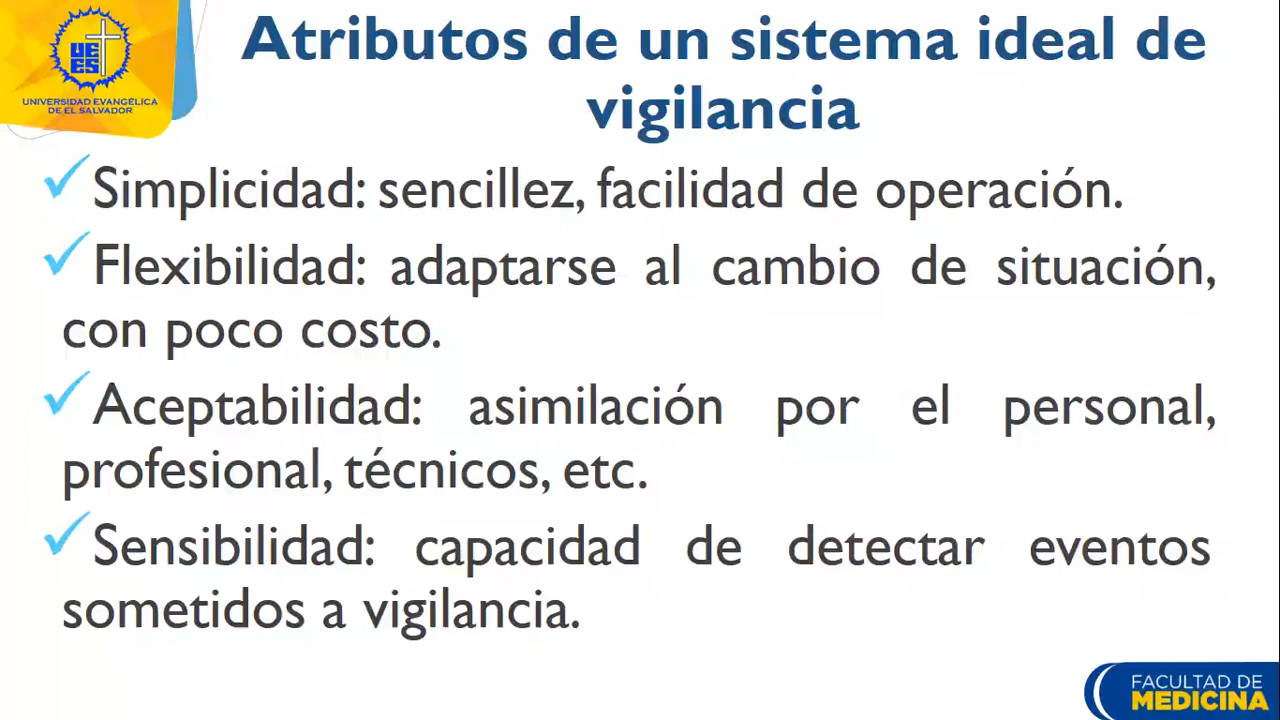 UE
ES
UNIVERSIDAD EVANGÉLICA
DE EL SALVADOR
Atributos de un sistema ideal de
vigilancia
Simplicidad: sencillez, facilidad de operación.
Flexibilidad: adaptarse al cambio de situación,
con poco costo.
Aceptabilidad: asimilación por el personal,
profesional, técnicos, etc.
Sensibilidad: capacidad de detectar eventos
sometidos a vigilancia.
FACULTAD DE
MEDICINA